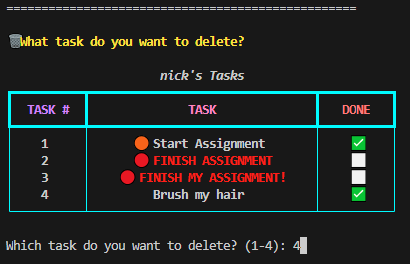 ==================================================
🗑️What task do you want to delete?
nick's Tasks
TASK # TASK DONE
1 🟠 Start Assignment ✅
2 🔴 FINISH ASSIGNMENT ⬜
3 🔴 FINISH MY ASSIGNMENT! ⬜
4 Brush my hair ✅
Which task do you want to delete? (1-4): 4